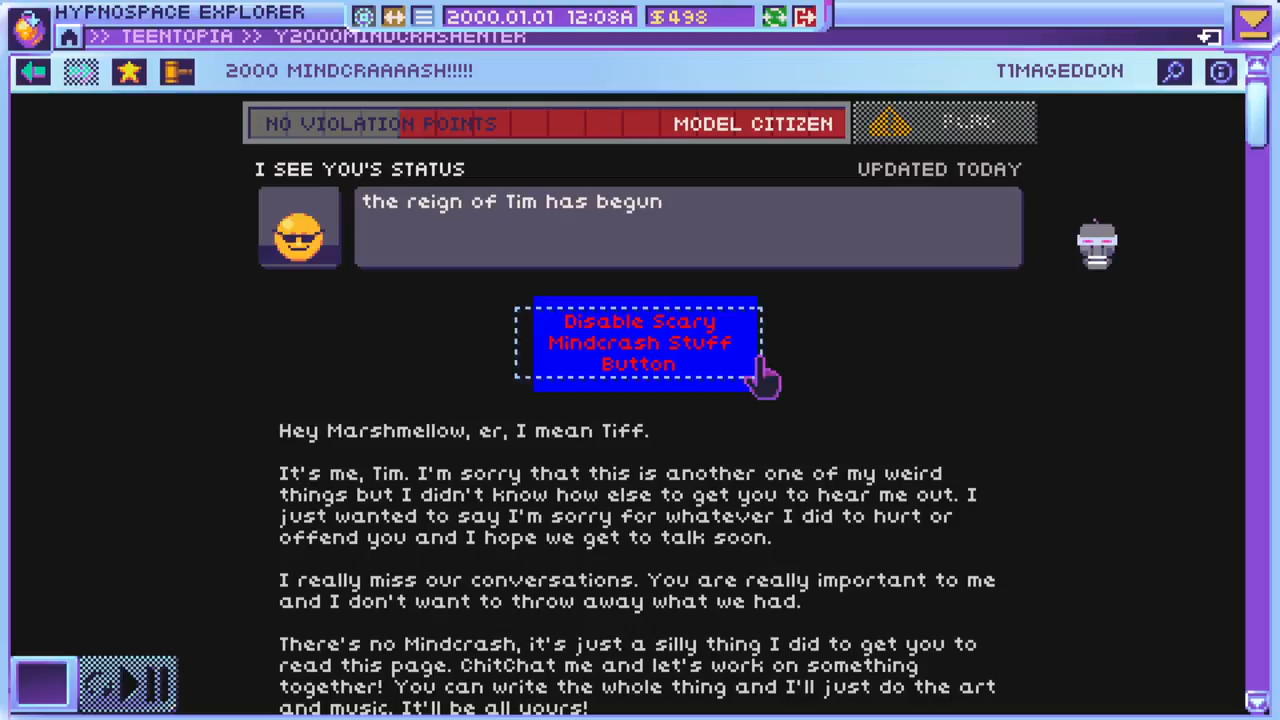 HYPNOSPACE EXPLORER
2000.01.01 12:08A
$498
>> TEENTOPIA >> Y2000MINDCRASHENTER
2000 MINDCRAAAASH!!!!!
T1MAGEDDON
NO VIOLATION POINTS
MODEL CITIZEN
FLAG
I SEE YOU'S STATUS
UPDATED TODAY
the reign of Tim has begun
Disable Scary
Mindcrash Stuff
Button
Hey Marshmellow, er, I mean Tiff.
It's me, Tim. I'm sorry that this is another one of my weird
things but I didn't know how else to get you to hear me out. I
just wanted to say I'm sorry for whatever I did to hurt or
offend you and I hope we get to talk soon.
I really miss our conversations. You are really important to me
and I don't want to throw away what we had.
There's no Mindcrash, it's just a silly thing I did to get you to
read this page. ChitChat me and let's work on something
together! You can write the whole thing and I'll just do the art
and music. It'll be all yours!